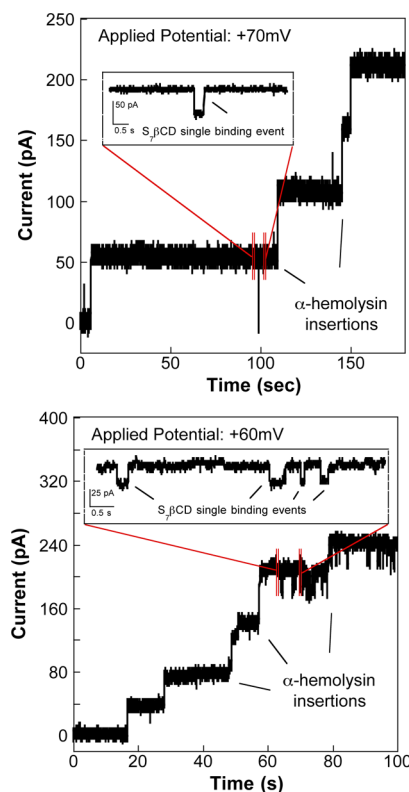 Applied Potential: +70mV
250
200
150
100
50
0
Current (pA)
50 pA
0.5 s
S7βCD single binding event
α-hemolysin
insertions
0
50
100
150
Time (sec)
Applied Potential: +60mV
400
320
240
160
80
0
Current (pA)
25 pA
0.5 s
S7βCD single binding events
α-hemolysin
insertions
0
20
40
60
80
100
Time (s)